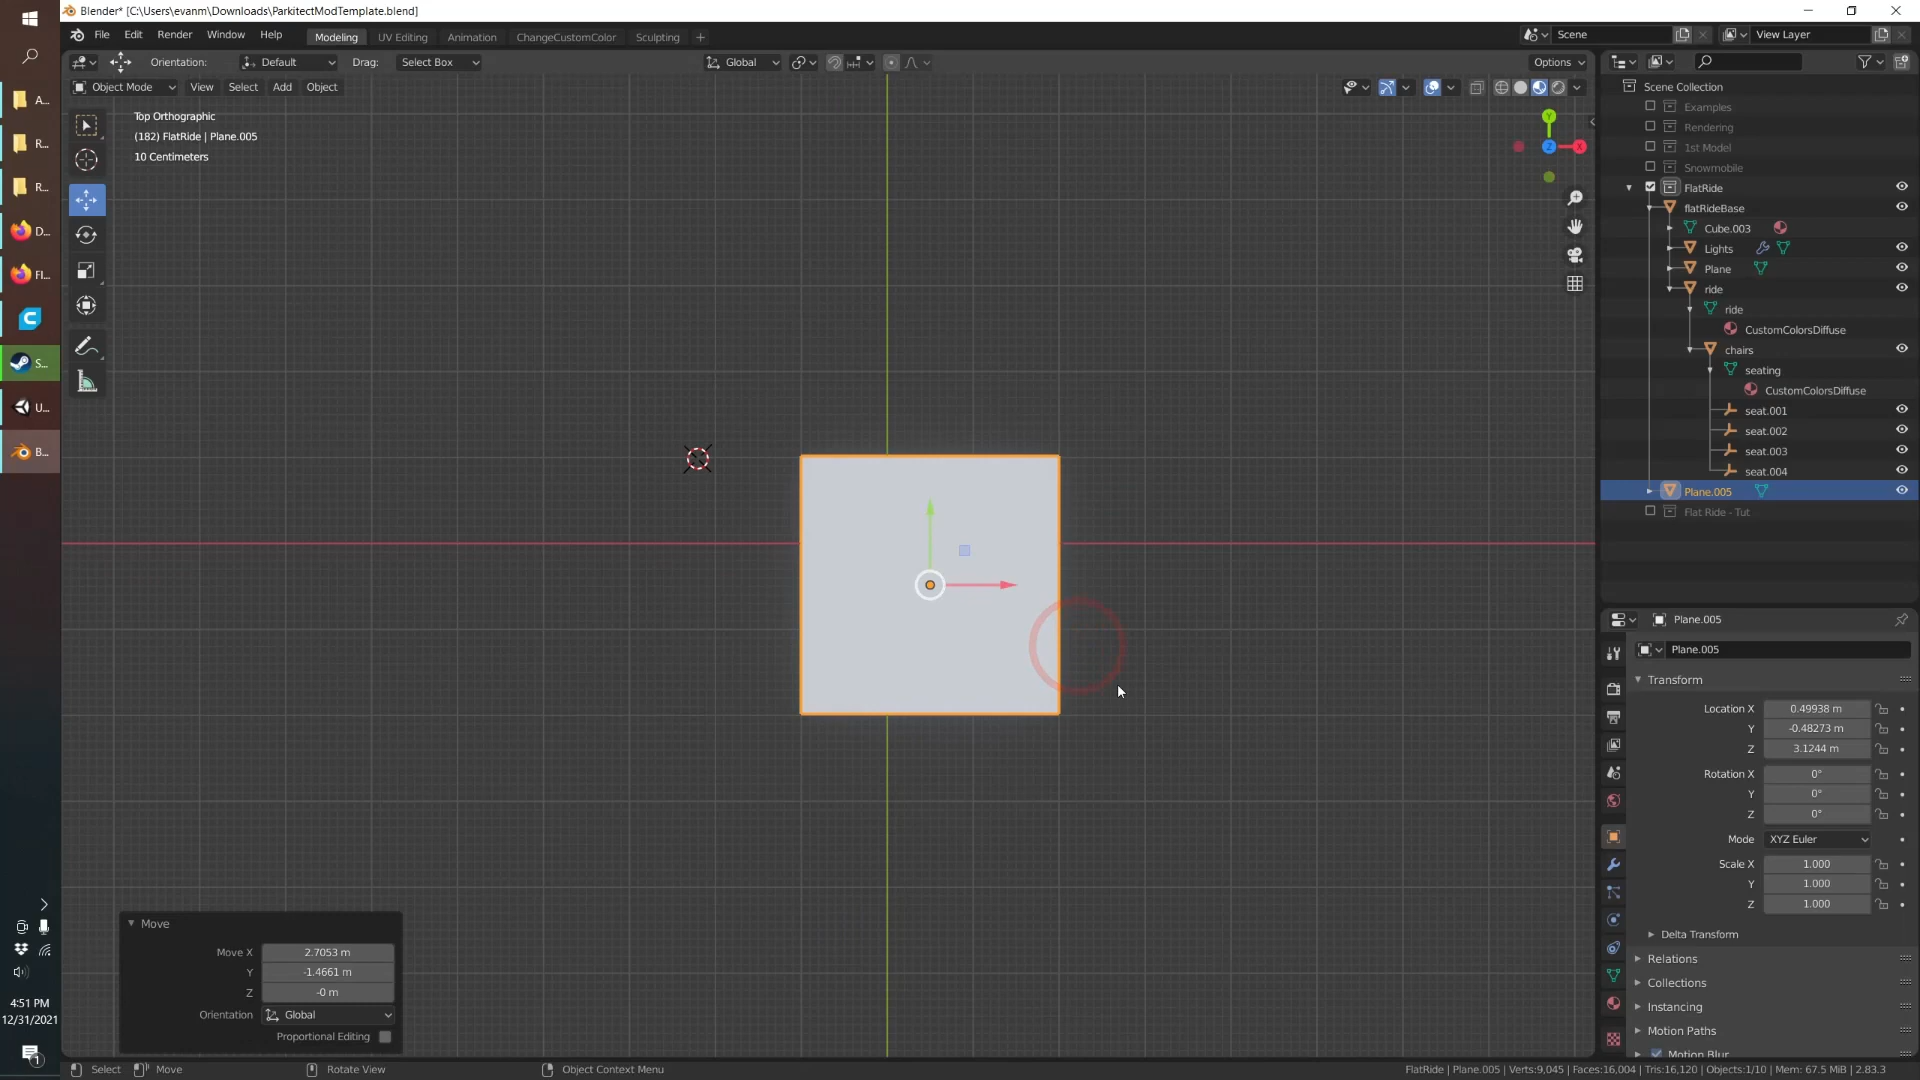 Blender* [C:\Users\evanm\Downloads\ParkitectModTemplate.blend]
File Edit Render Window Help
Modeling UV Editing Animation ChangeCustomColor Sculpting
Scene
View Layer
Orientation: Default Drag: Select Box
Global
Options
Object Mode View Select Add Object
Top Orthographic
(182) FlatRide | Plane.005
10 Centimeters
Y
Z
X
A...
R...
R...
D...
Fl...
S...
U...
B...
4:51 PM
12/31/2021
1
Scene Collection
Examples
Rendering
1st Model
Snowmobile
FlatRide
flatRideBase
Cube.003
Lights
Plane
ride
ride
CustomColorsDiffuse
chairs
seating
CustomColorsDiffuse
seat.001
seat.002
seat.003
seat.004
Plane.005
Flat Ride - Tut
Plane.005
Plane.005
Transform
Location X 0.49938 m
Y -0.48273 m
Z 3.1244 m
Rotation X 0°
Y 0°
Z 0°
Mode XYZ Euler
Scale X 1.000
Y 1.000
Z 1.000
Delta Transform
Relations
Collections
Instancing
Motion Paths
Motion Blur
Move
Move X 2.7053 m
Y -1.4661 m
Z -0 m
Orientation Global
Proportional Editing
Select Move Rotate View Object Context Menu
FlatRide | Plane.005 | Verts:9,045 | Faces:16,004 | Tris:16,120 | Objects:1/10 | Mem: 67.5 MiB | 2.83.3